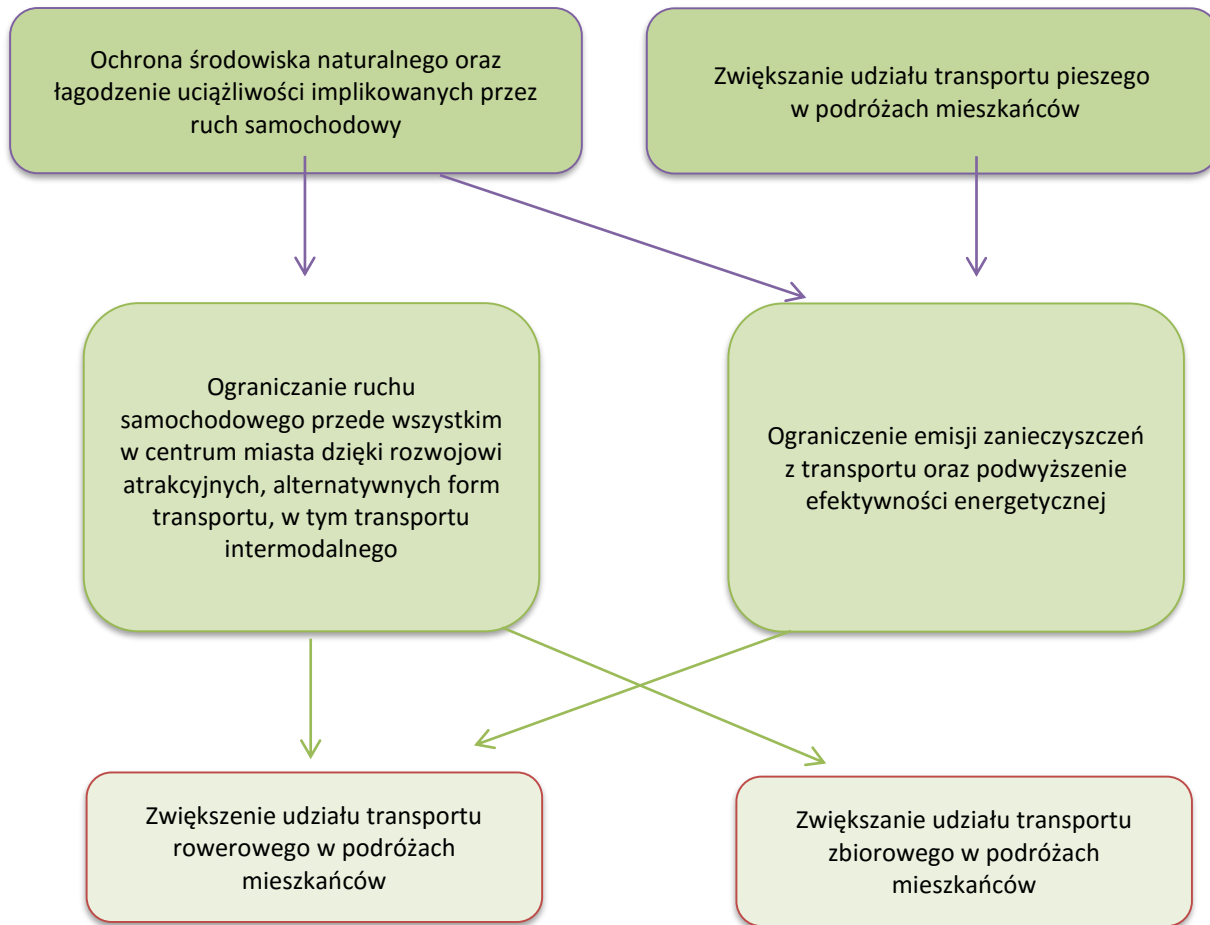 Ochrona środowiska naturalnego oraz
łagodzenie uciążliwości implikowanych przez
ruch samochodowy
Zwiększanie udziału transportu pieszego
w podróżach mieszkańców
Ograniczanie ruchu
samochodowego przede wszystkim
w centrum miasta dzięki rozwojowi
atrakcyjnych, alternatywnych form
transportu, w tym transportu
intermodalnego
Ograniczenie emisji zanieczyszczeń
z transportu oraz podwyższenie
efektywności energetycznej
Zwiększenie udziału transportu
rowerowego w podróżach
mieszkańców
Zwiększanie udziału transportu
zbiorowego w podróżach
mieszkańców